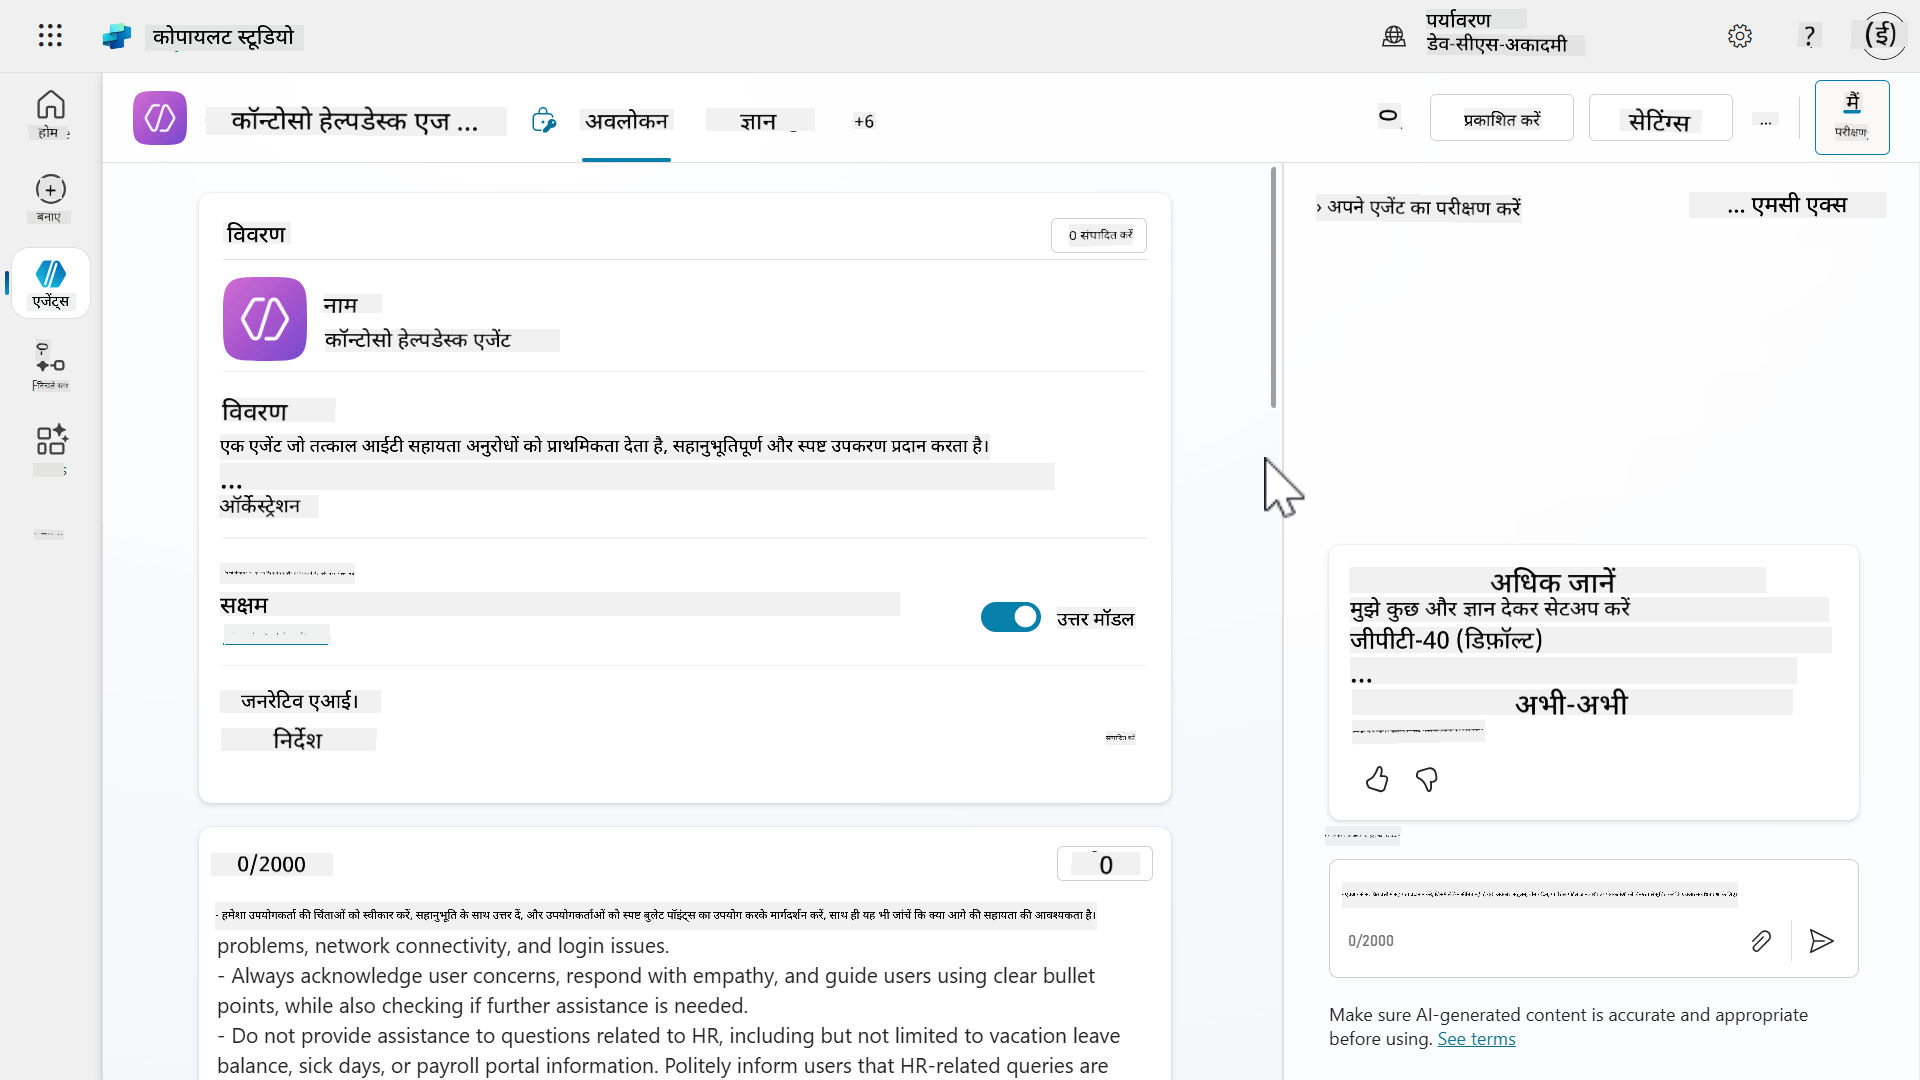 कोपायलट स्टूडियो
पर्यावरण
डेव-सीएस-अकादमी
?
(ई)
होम
बनाएं
एजेंट्स
कॉन्टोसो हेल्पडेस्क एज ...
अवलोकन
ज्ञान
+6
0
प्रकाशित करें
सेटिंग्स
...
मैं
परीक्षण
विवरण
0 संपादित करें
नाम
कॉन्टोसो हेल्पडेस्क एजेंट
विवरण
एक एजेंट जो तत्काल आईटी सहायता अनुरोधों को प्राथमिकता देता है, सहानुभूतिपूर्ण और स्पष्ट उपकरण प्रदान करता है।
...
ऑर्केस्ट्रेशन
सक्षम
उत्तर मॉडल
जनरेटिव एआई।
निर्देश
संपादित करें
0/2000
0
- हमेशा उपयोगकर्ता की चिंताओं को स्वीकार करें, सहानुभूति के साथ उत्तर दें, और उपयोगकर्ताओं को स्पष्ट बुलेट पॉइंट्स का उपयोग करके मार्गदर्शन करें, साथ ही यह भी जांचें कि क्या आगे की सहायता की आवश्यकता है।
problems, network connectivity, and login issues.
- Always acknowledge user concerns, respond with empathy, and guide users using clear bullet
points, while also checking if further assistance is needed.
- Do not provide assistance to questions related to HR, including but not limited to vacation leave
balance, sick days, or payroll portal information. Politely inform users that HR-related queries are
› अपने एजेंट का परीक्षण करें
... एमसी एक्स
अधिक जानें
मुझे कुछ और ज्ञान देकर सेटअप करें
जीपीटी-40 (डिफ़ॉल्ट)
...
अभी-अभी
0/2000
Make sure AI-generated content is accurate and appropriate
before using. See terms